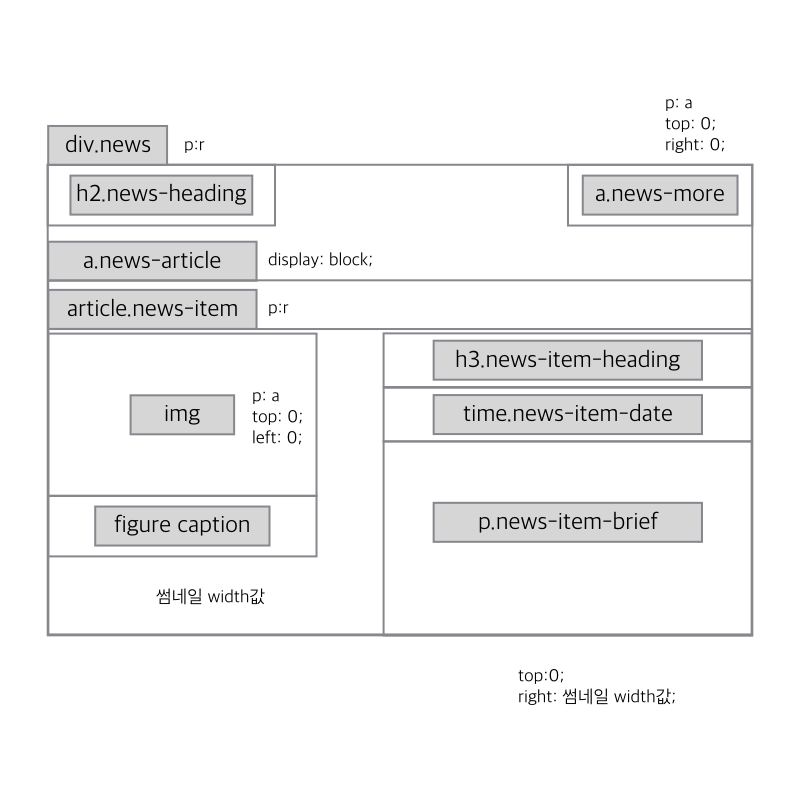 p: a
top: 0;
right: 0;
div.news
p:r
h2.news-heading
a.news-more
a.news-article
display: block;
article.news-item
p:r
h3.news-item-heading
img
p: a
top: 0;
left: 0;
time.news-item-date
figure caption
p.news-item-brief
썸네일 width값
top:0;
right: 썸네일 width값;